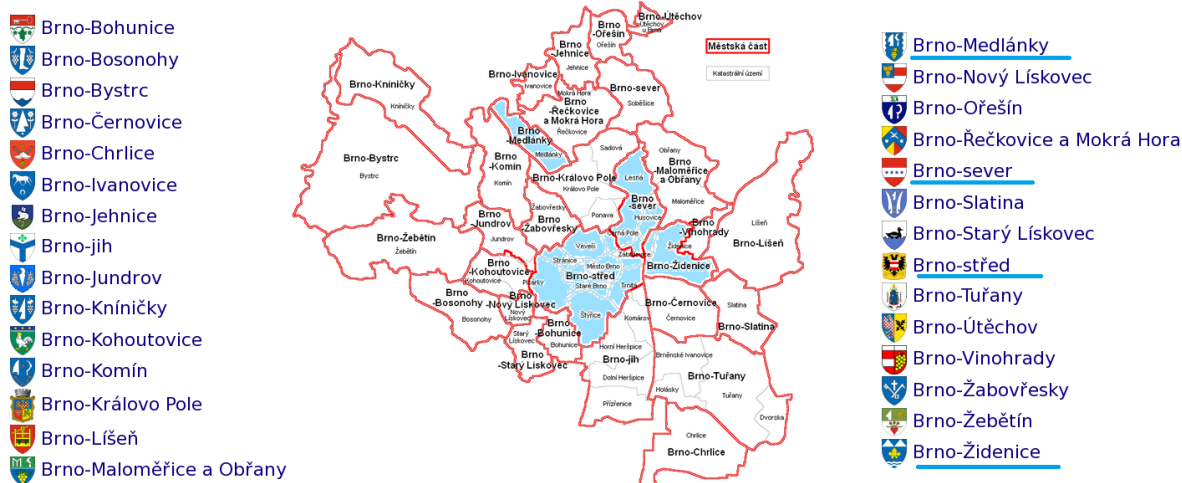 Brno-Bohunice
Brno-Bosonohy
Brno-Bystrc
Brno-Černovice
Brno-Chrlice
Brno-Ivanovice
Brno-Jehnice
Brno-jih
Brno-Jundrov
Brno-Kníničky
Brno-Kohoutovice
Brno-Komín
Brno-Královo Pole
Brno-Líšeň
Brno-Maloměřice a Obřany
Brno-Útěchov
Útěchov
u Brna
Brno
-Ořešín
Ořešín
Městská část
Katastrální území
Brno
-Jehnice
Jehnice
Brno-Ivanovice
Ivanovice
Brno-Kníničky
Kníničky
Mokrá Hora
Brno
-Řečkovice
a Mokrá Hora
Řečkovice
Brno-sever
Soběšice
Brno
-Medlánky
Medlánky
Brno-Bystrc
Bystrc
Brno
-Komín
Komín
Sadová
Brno-Královo Pole
Královo Pole
Lesná
Obřany
Brno
-Maloměřice
a Obřany
Maloměřice
Brno
-sever
Husovice
Ponava
Žabovřesky
Brno
-Žabovřesky
Brno
-Jundrov
Jundrov
Černá Pole
Brno
-Vinohrady
Židenice
Zábrdovice
Brno-Židenice
Líšeň
Brno-Líšeň
Brno-Žebětín
Žebětín
Veveří
Stránice
Město Brno
Brno-střed
Staré Brno
Pisárky
Trnitá
Štýřice
Brno
-Kohoutovice
Kohoutovice
Brno
-Bosonohy
Bosonohy
Brno
-Nový Lískovec
Nový
Lískovec
Starý
Lískovec
Brno
-Starý Lískovec
Brno
-Bohunice
Bohunice
Brno-Černovice
Černovice
Komárov
Slatina
Brno-Slatina
Horní Heršpice
Brno-jih
Dolní Heršpice
Přízřenice
Brněnské Ivanovice
Brno-Tuřany
Holásky
Tuřany
Dvorska
Chrlice
Brno-Chrlice
Brno-Medlánky
Brno-Nový Lískovec
Brno-Ořešín
Brno-Řečkovice a Mokrá Hora
Brno-sever
Brno-Slatina
Brno-Starý Lískovec
Brno-střed
Brno-Tuřany
Brno-Útěchov
Brno-Vinohrady
Brno-Žabovřesky
Brno-Žebětín
Brno-Židenice